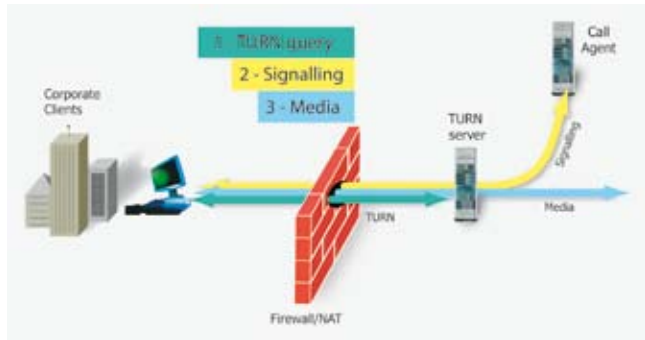 1 TURN query
2 - Signalling
3 - Media
Call
Agent
Corporate
Clients
TURN
server
Signalling
TURN
Media
Firewall/NAT